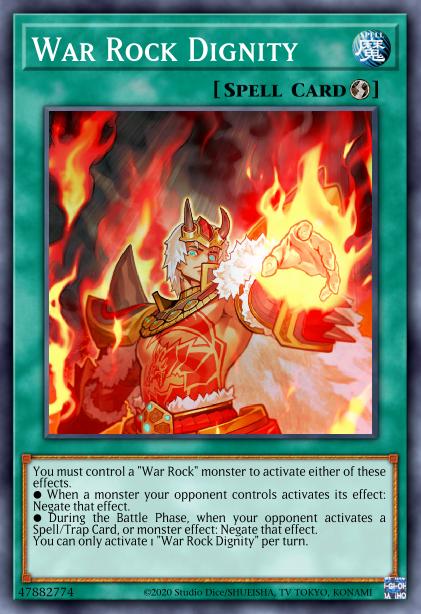 War Rock Dignity
SPELL
魔
[Spell Card]
You must control a "War Rock" monster to activate either of these
effects.
● When a monster your opponent controls activates its effect:
Negate that effect.
● During the Battle Phase, when your opponent activates a
Spell/Trap Card, or monster effect: Negate that effect.
You can only activate 1 "War Rock Dignity" per turn.
47882774
©2020 Studio Dice/SHUEISHA, TV TOKYO, KONAMI